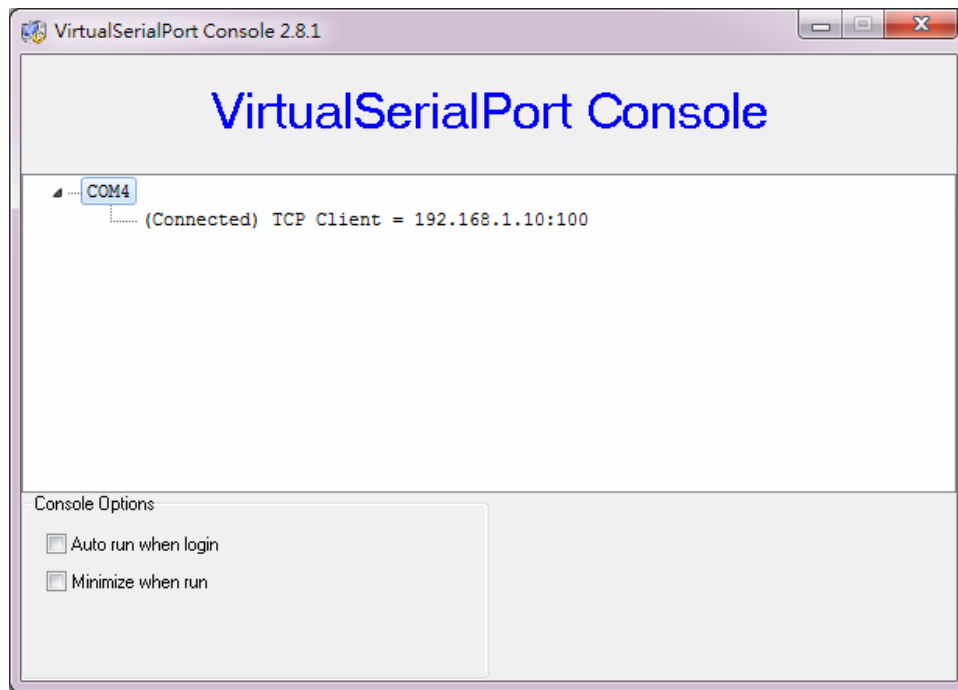 VirtualSerialPort Console 2.8.1
VirtualSerialPort Console
COM4
(Connected) TCP Client = 192.168.1.10:100
Console Options
Auto run when login
Minimize when run